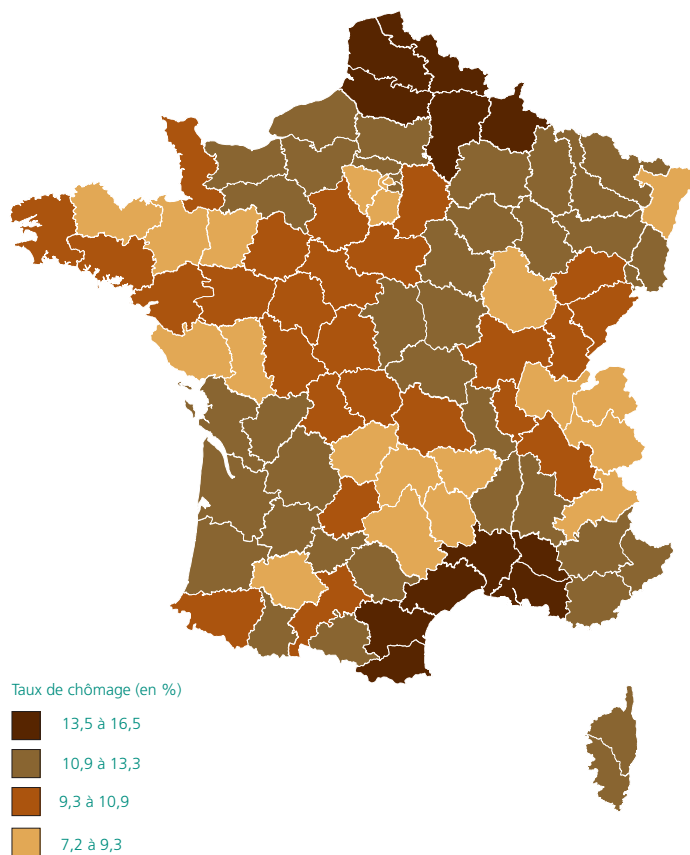 Taux de chômage (en %)
13,5 à 16,5
10,9 à 13,3
9,3 à 10,9
7,2 à 9,3